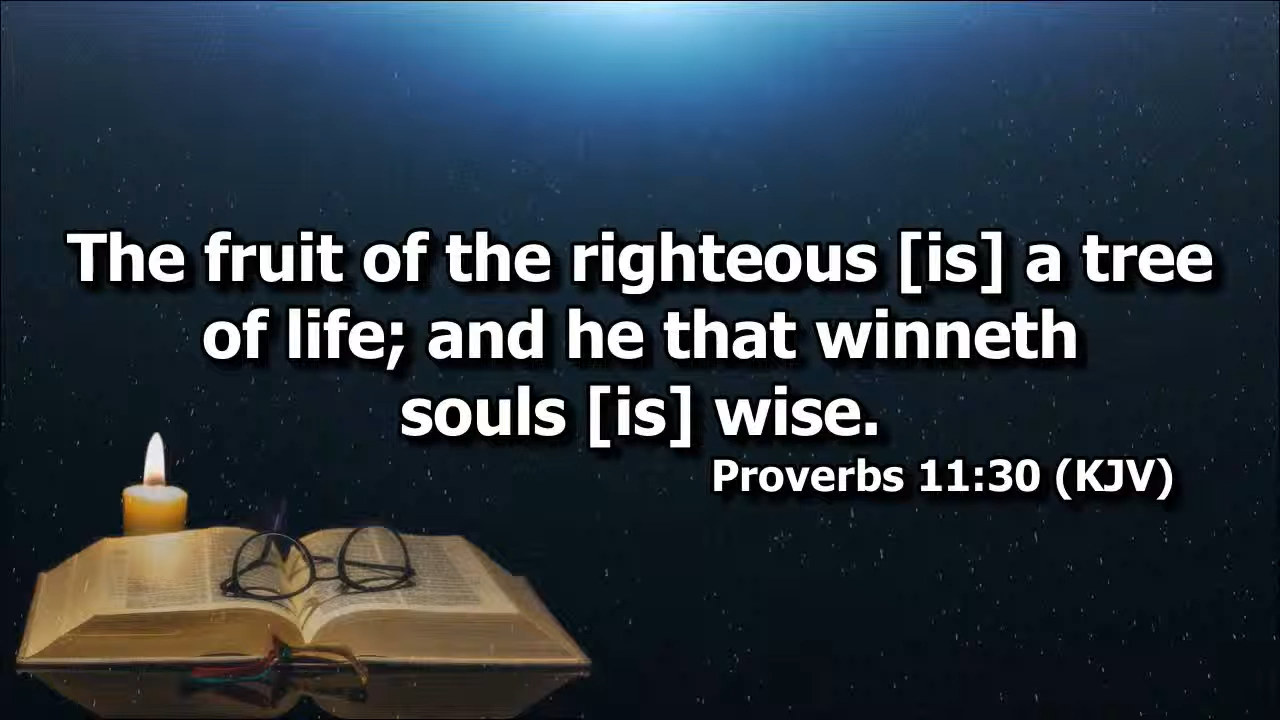 The fruit of the righteous [is] a tree
of life; and he that winneth
souls [is] wise.
Proverbs 11:30 (KJV)